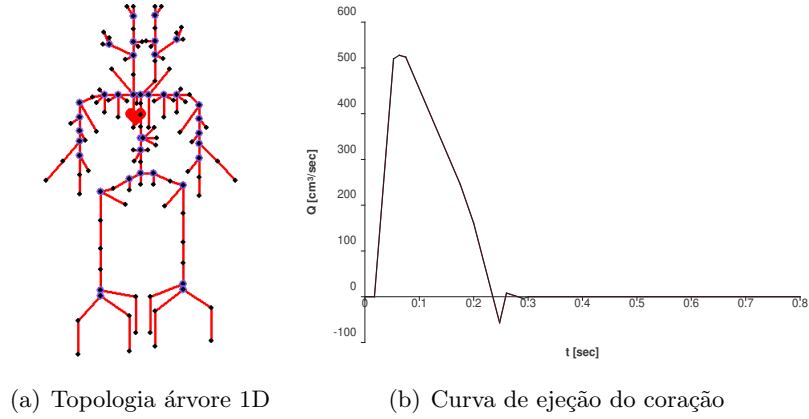 600
500
400
300
200
100
0
-100
Q [cm³/sec]
0 0.1 0.2 0.3 0.4 0.5 0.6 0.7 0.8
t [sec]
(a) Topologia árvore 1D
(b) Curva de ejeção do coração